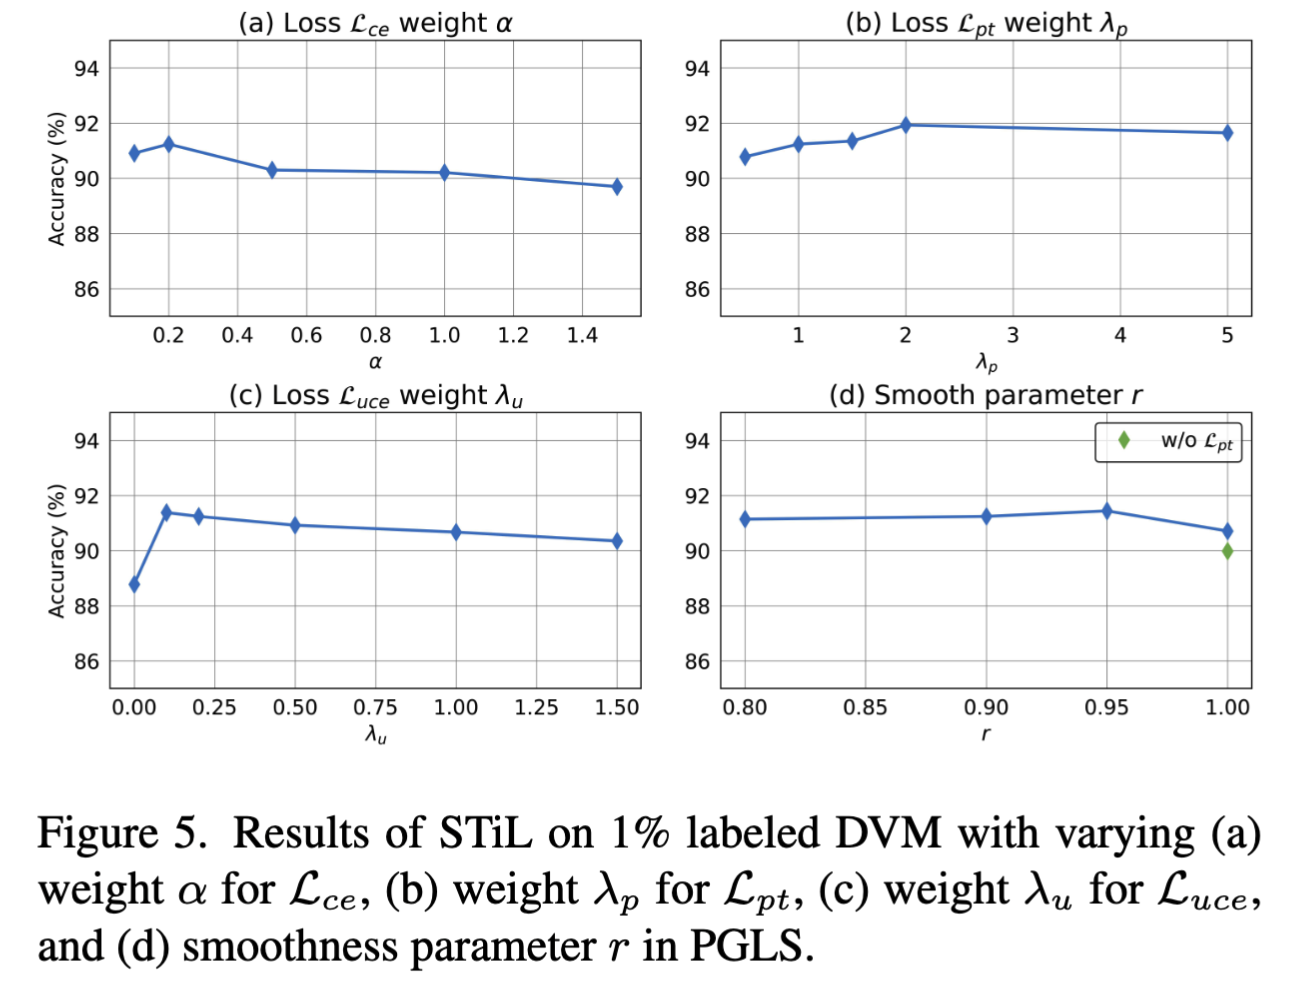 (a) Loss ℒce weight α
Accuracy (%)
94
92
90
88
86
0.2 0.4 0.6 0.8 1.0 1.2 1.4
α
(b) Loss ℒpt weight λp
94
92
90
88
86
1 2 3 4 5
λp
(c) Loss ℒuce weight λu
Accuracy (%)
94
92
90
88
86
0.00 0.25 0.50 0.75 1.00 1.25 1.50
λu
(d) Smooth parameter r
w/o ℒpt
94
92
90
88
86
0.80 0.85 0.90 0.95 1.00
r
Figure 5. Results of STiL on 1% labeled DVM with varying (a)
weight α for ℒce, (b) weight λp for ℒpt, (c) weight λu for ℒuce,
and (d) smoothness parameter r in PGLS.